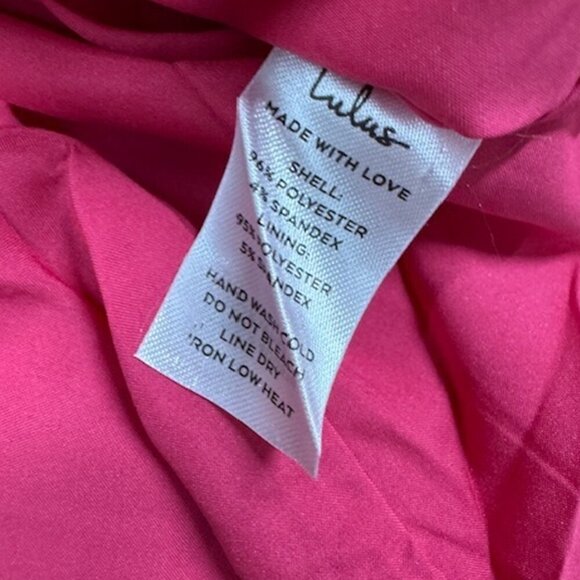 Lulus
MADE WITH LOVE
SHELL:
96% POLYESTER
4% SPANDEX
LINING:
95% POLYESTER
5% SPANDEX
HAND WASH COLD
DO NOT BLEACH
LINE DRY
IRON LOW HEAT